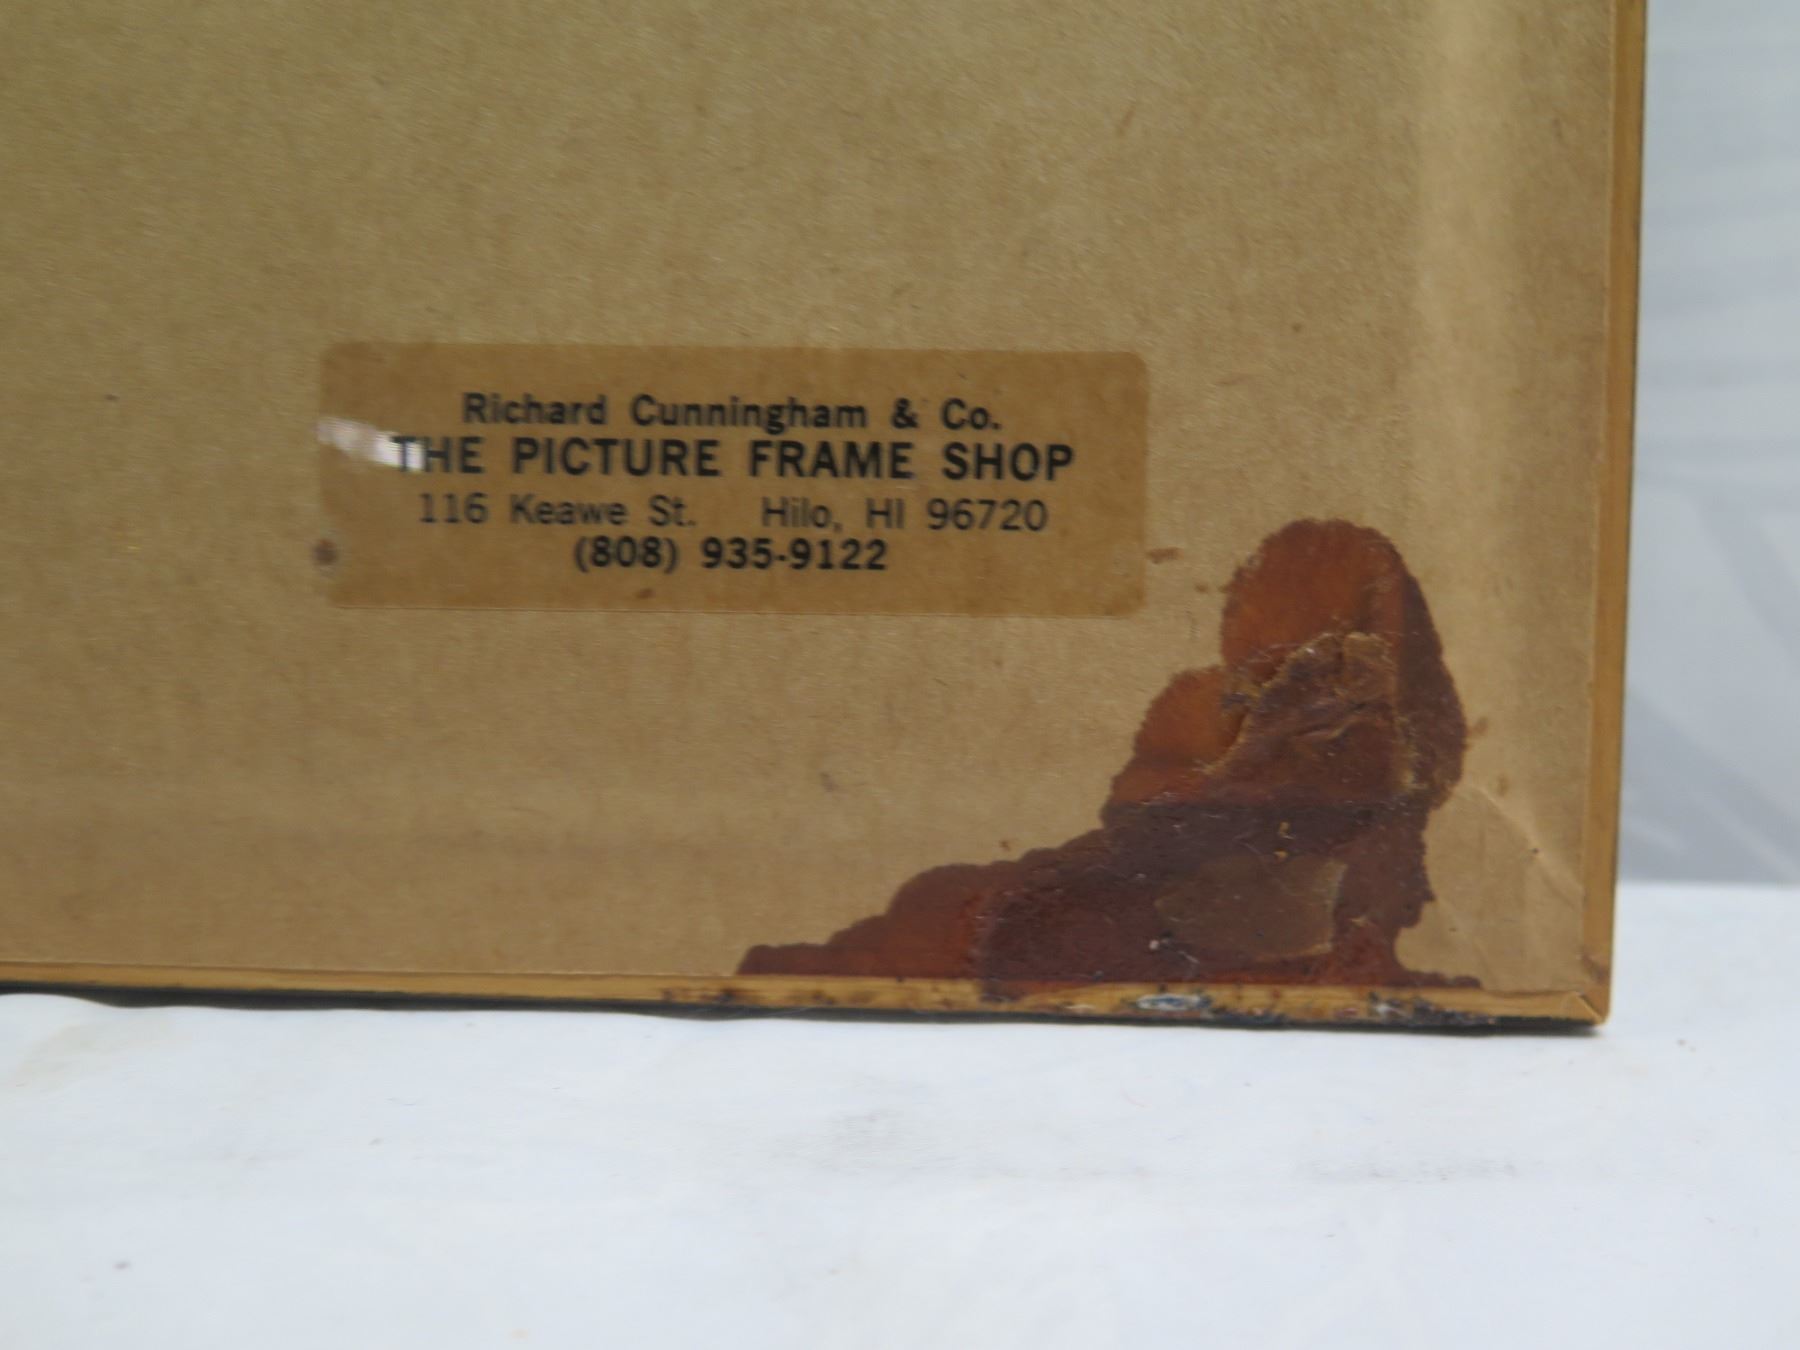 Richard Cunningham & Co.
THE PICTURE FRAME SHOP
116 Keawe St. Hilo, HI 96720
(808) 935-9122